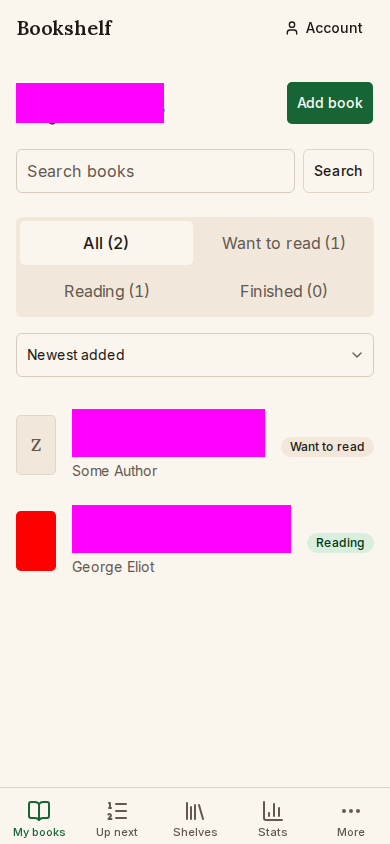 Bookshelf
Account
Add book
Search books
Search
All (2)
Want to read (1)
Reading (1)
Finished (0)
Newest added
Z
Want to read
Some Author
Reading
George Eliot
My books
Up next
Shelves
Stats
More